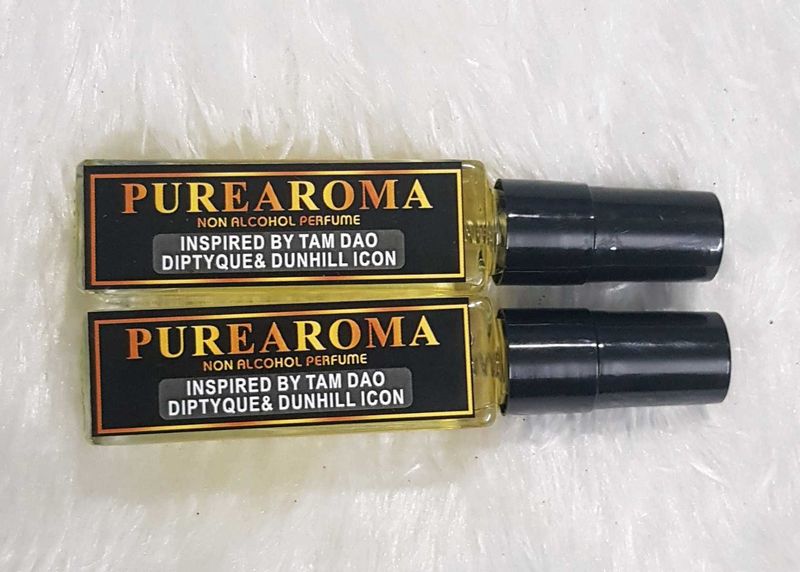 PUREAROMA
NON ALCOHOL PERFUME
INSPIRED BY TAM DAO
DIPTYQUE& DUNHILL ICON
PUREAROMA
NON ALCOHOL PERFUME
INSPIRED BY TAM DAO
DIPTYQUE& DUNHILL ICON